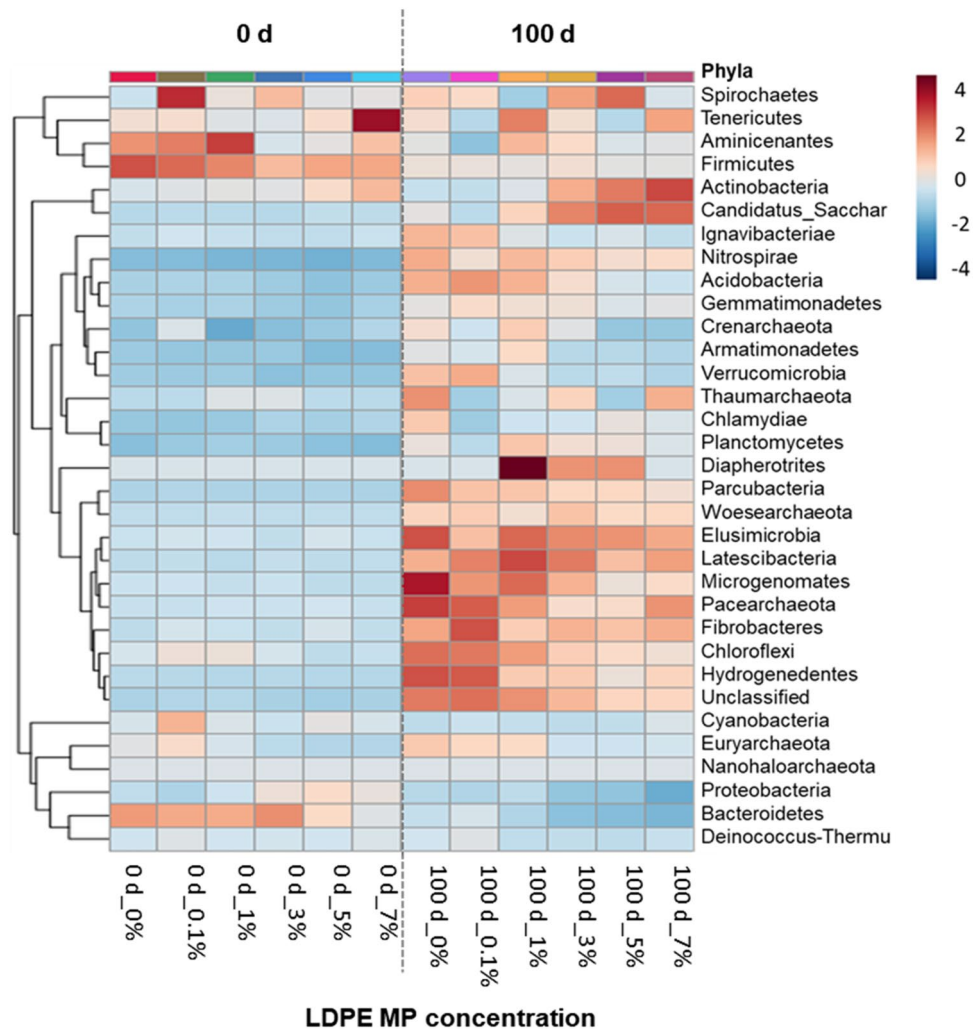 0 d
100 d
Phyla
Spirochaetes
Tenericutes
Aminicenantes
Firmicutes
Actinobacteria
Candidatus_Sacchar
Ignavibacteriae
Nitrospirae
Acidobacteria
Gemmatimonadetes
Crenarchaeota
Armatimonadetes
Verrucomicrobia
Thaumarchaeota
Chlamydiae
Planctomycetes
Diapherotrites
Parcubacteria
Woesearchaeota
Elusimicrobia
Latescibacteria
Microgenomates
Pacearchaeota
Fibrobacteres
Chloroflexi
Hydrogenedentes
Unclassified
Cyanobacteria
Euryarchaeota
Nanohaloarchaeota
Proteobacteria
Bacteroidetes
Deinococcus-Thermu
4
2
0
-2
-4
0 d_0%
0 d_0.1%
0 d_1%
0 d_3%
0 d_5%
0 d_7%
100 d_0%
100 d_0.1%
100 d_1%
100 d_3%
100 d_5%
100 d_7%
LDPE MP concentration